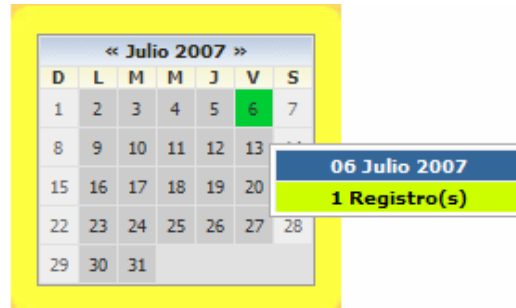 « Julio 2007 »
D L M M J V S
1 2 3 4 5 6 7
8 9 10 11 12 13
06 Julio 2007
15 16 17 18 19 20
1 Registro(s)
22 23 24 25 26 27 28
29 30 31